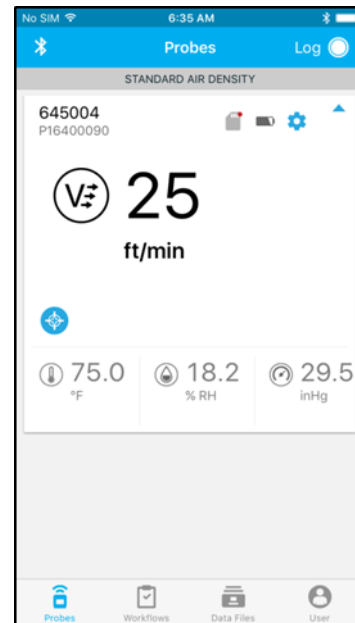 No SIM 6:35 AM
Probes Log
STANDARD AIR DENSITY
645004
P16400090
V 25
ft/min
75.0 18.2 29.5
°F % RH inHg
Probes Workflows Data Files User